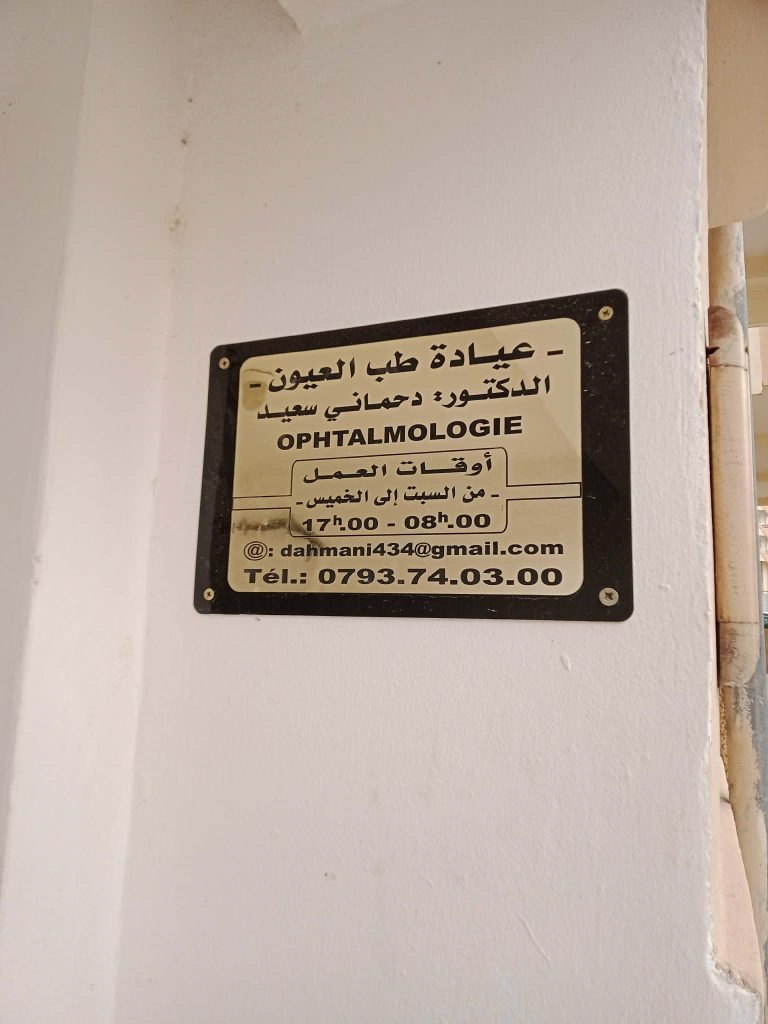 - عيادة طب العيون -
الدكتور: دحماني سعيد
OPHTALMOLOGIE
أوقات العمل
- من السبت إلى الخميس -
17h.00 - 08h.00
@: dahmani434@gmail.com
Tél.: 0793.74.03.00